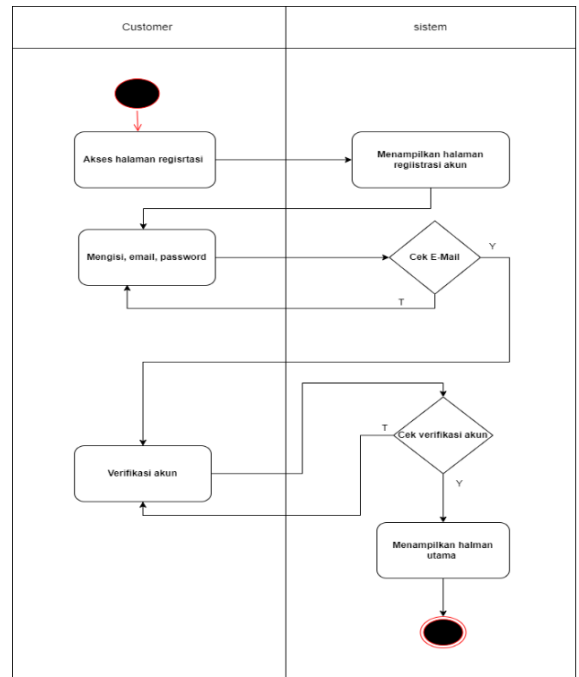 Customer
sistem
Akses halaman regisrtasi
Menampilkan halaman
regiistrasi akun
Mengisi, email, password
Cek E-Mail
Y
T
Verifikasi akun
T
Cek verifikasi akun
Y
Menampilkan halman
utama